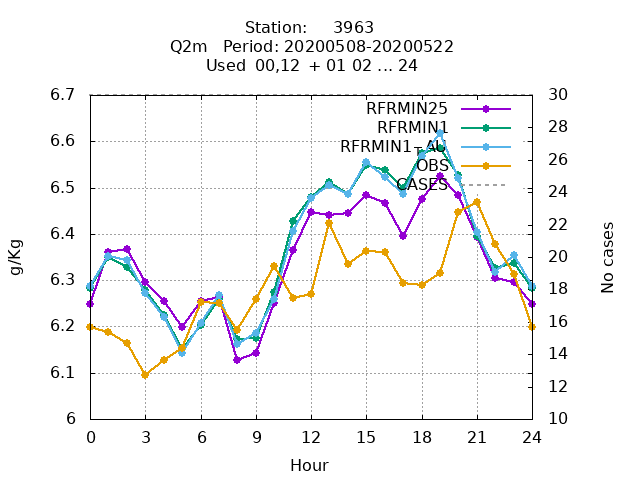 Station:     3963
Q2m   Period: 20200508-20200522
Used  00,12  + 01 02 ... 24
RFRMIN25
RFRMIN1
RFRMIN1+AU
OBS
CASES
6.7
6.6
6.5
6.4
6.3
6.2
6.1
6
30
28
26
24
22
20
18
16
14
12
10
0 3 6 9 12 15 18 21 24
g/Kg
No cases
Hour